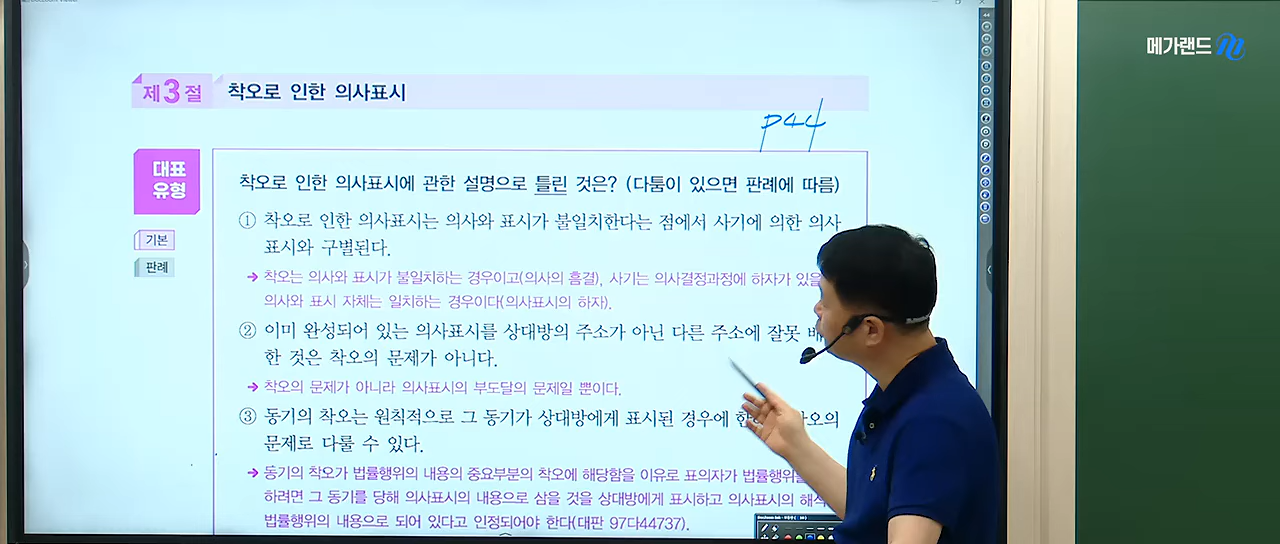 메가랜드
제3절 착오로 인한 의사표시
p44
대표
유형
기본
판례
착오로 인한 의사표시에 관한 설명으로 틀린 것은? (다툼이 있으면 판례에 따름)
① 착오로 인한 의사표시는 의사와 표시가 불일치한다는 점에서 사기에 의한 의사
표시와 구별된다.
→ 착오는 의사와 표시가 불일치하는 경우이고(의사의 흠결), 사기는 의사결정과정에 하자가 있을
의사와 표시 자체는 일치하는 경우이다(의사표시의 하자).
② 이미 완성되어 있는 의사표시를 상대방의 주소가 아닌 다른 주소에 잘못
한 것은 착오의 문제가 아니다.
→ 착오의 문제가 아니라 의사표시의 부도달의 문제일 뿐이다.
③ 동기의 착오는 원칙적으로 그 동기가 상대방에게 표시된 경우에
문제로 다룰 수 있다.
→ 동기의 착오가 법률행위의 내용의 중요부분의 착오에 해당함을 이유로 표의자가 법률행위를
하려면 그 동기를 당해 의사표시의 내용으로 삼을 것을 상대방에게 표시하고 의사표시의
법률행위의 내용으로 되어 있다고 인정되어야 한다(대판 97다44737).